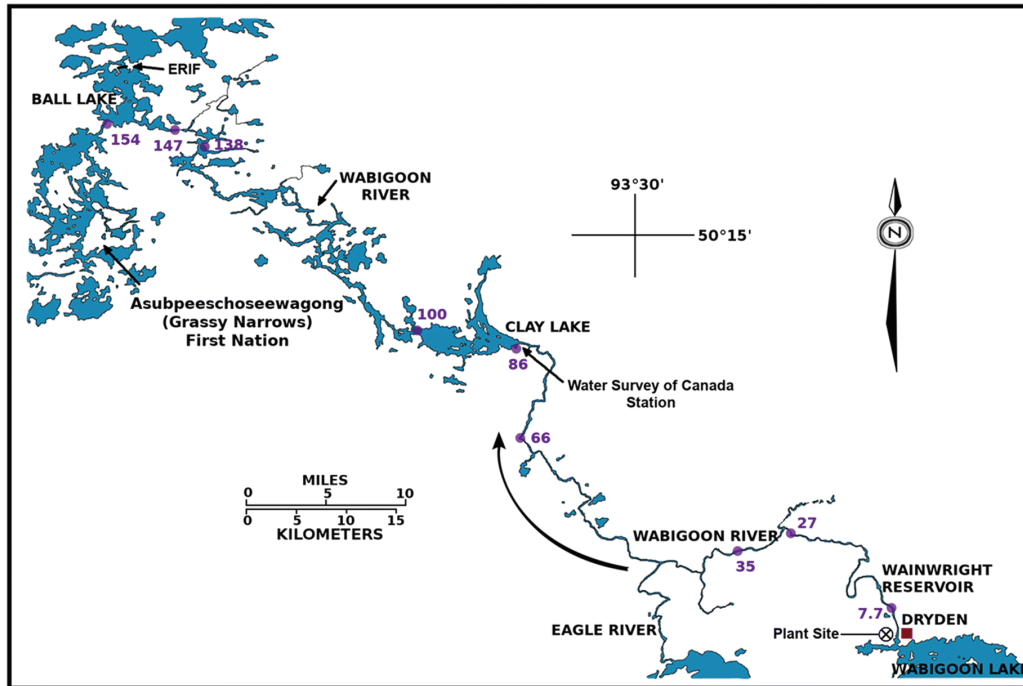 ERIF
BALL LAKE
154
147
138
WABIGOON
RIVER
93°30'
50°15'
N
Asubpeeschoseewagong
(Grassy Narrows)
First Nation
100
CLAY LAKE
86
Water Survey of Canada
Station
66
MILES
0 5 10
0 5 10 15
KILOMETERS
27
WABIGOON RIVER
35
WAINWRIGHT
RESERVOIR
7.7
DRYDEN
EAGLE RIVER
Plant Site
WABIGOON LAKE